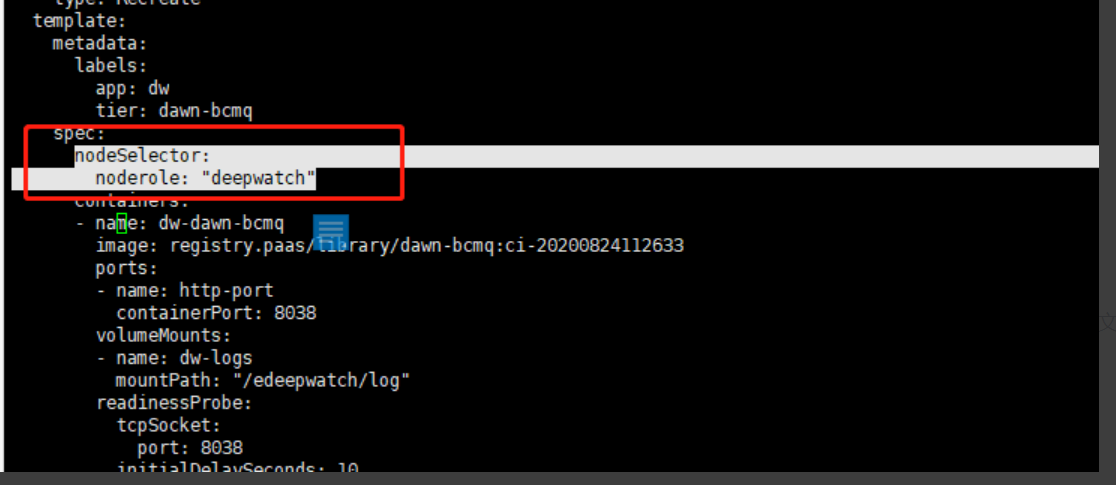 type: Recreate
template:
metadata:
labels:
app: dw
tier: dawn-bcmq
spec:
nodeSelector:
noderole: "deepwatch"
containers:
- name: dw-dawn-bcmq
image: registry.paas/library/dawn-bcmq:ci-20200824112633
ports:
- name: http-port
containerPort: 8038
volumeMounts:
- name: dw-logs
mountPath: "/edeepwatch/log"
readinessProbe:
tcpSocket:
port: 8038
initialDelaySeconds: 10